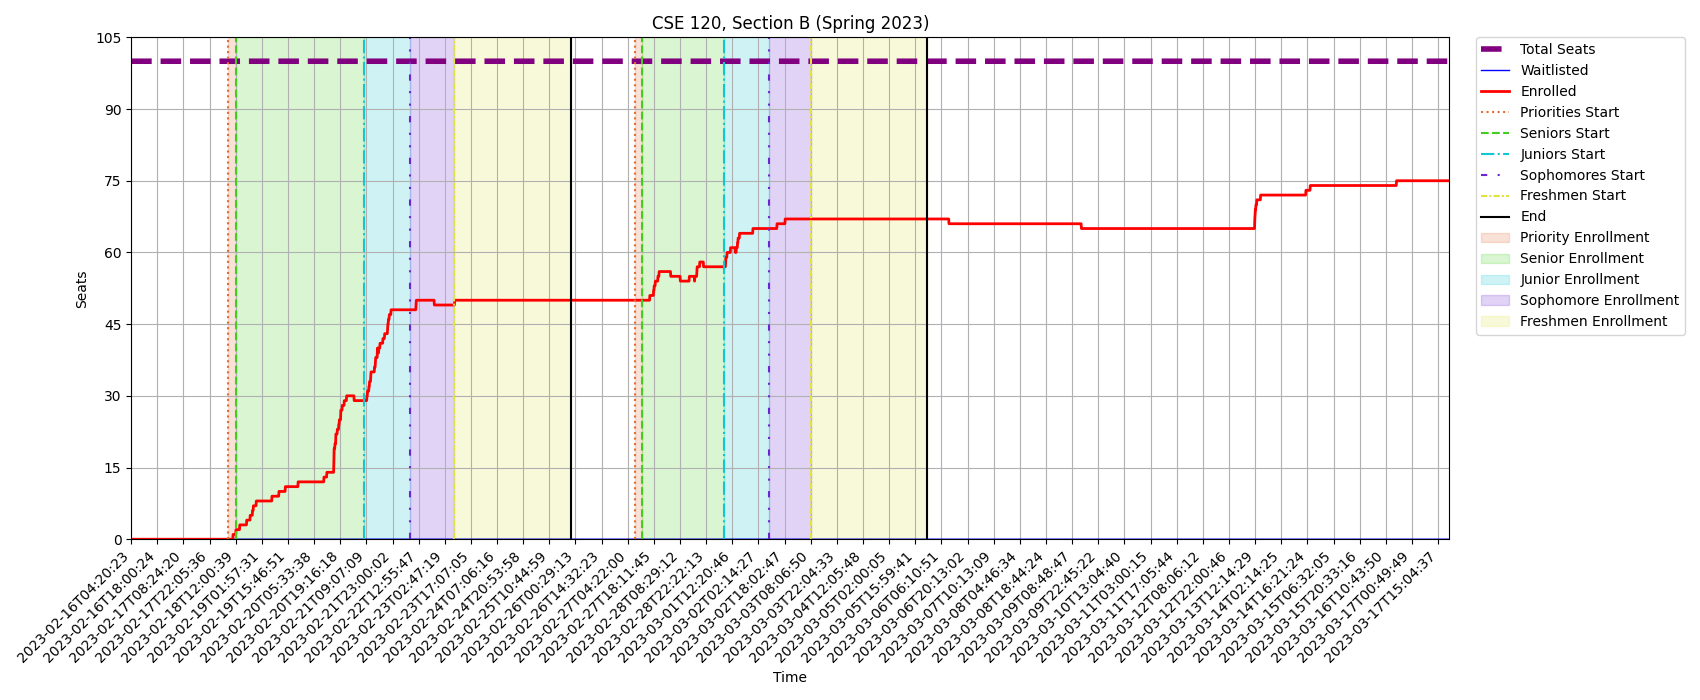 CSE 120, Section B (Spring 2023)
105
90
75
60
45
30
15
0
Seats
2023-02-16T04:20:23
2023-02-16T18:00:24
2023-02-17T08:24:20
2023-02-17T22:05:36
2023-02-18T12:00:39
2023-02-19T01:57:31
2023-02-19T15:46:51
2023-02-20T05:33:38
2023-02-20T19:16:18
2023-02-21T09:07:09
2023-02-21T23:00:02
2023-02-22T12:55:47
2023-02-23T02:47:19
2023-02-23T17:07:05
2023-02-24T07:06:16
2023-02-24T20:53:58
2023-02-25T10:44:59
2023-02-26T00:29:13
2023-02-26T14:32:23
2023-02-27T04:22:00
2023-02-27T18:11:45
2023-02-28T08:29:12
2023-02-28T22:22:13
2023-03-01T12:20:46
2023-03-02T02:14:27
2023-03-02T18:02:47
2023-03-03T08:06:50
2023-03-03T22:04:33
2023-03-04T12:05:48
2023-03-05T02:00:05
2023-03-05T15:59:41
2023-03-06T06:10:51
2023-03-06T20:13:02
2023-03-07T10:13:09
2023-03-08T04:46:34
2023-03-08T18:44:24
2023-03-09T08:48:47
2023-03-09T22:45:22
2023-03-10T13:04:40
2023-03-11T03:00:15
2023-03-11T17:05:44
2023-03-12T08:06:12
2023-03-12T22:00:46
2023-03-13T12:14:29
2023-03-14T02:14:25
2023-03-14T16:21:24
2023-03-15T06:32:05
2023-03-15T20:33:16
2023-03-16T10:43:50
2023-03-17T00:49:49
2023-03-17T15:04:37
Time
Total Seats
Waitlisted
Enrolled
Priorities Start
Seniors Start
Juniors Start
Sophomores Start
Freshmen Start
End
Priority Enrollment
Senior Enrollment
Junior Enrollment
Sophomore Enrollment
Freshmen Enrollment